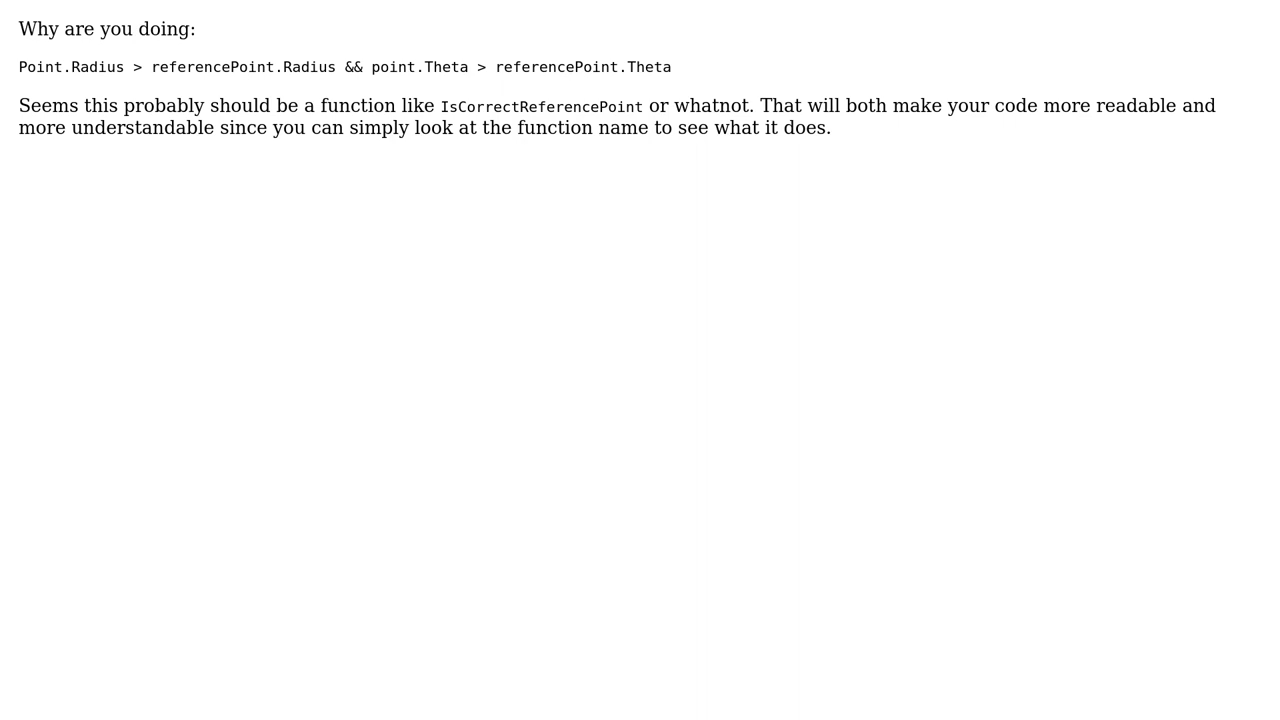 Why are you doing:
Point.Radius > referencePoint.Radius && point.Theta > referencePoint.Theta
Seems this probably should be a function like IsCorrectReferencePoint or whatnot. That will both make your code more readable and
more understandable since you can simply look at the function name to see what it does.